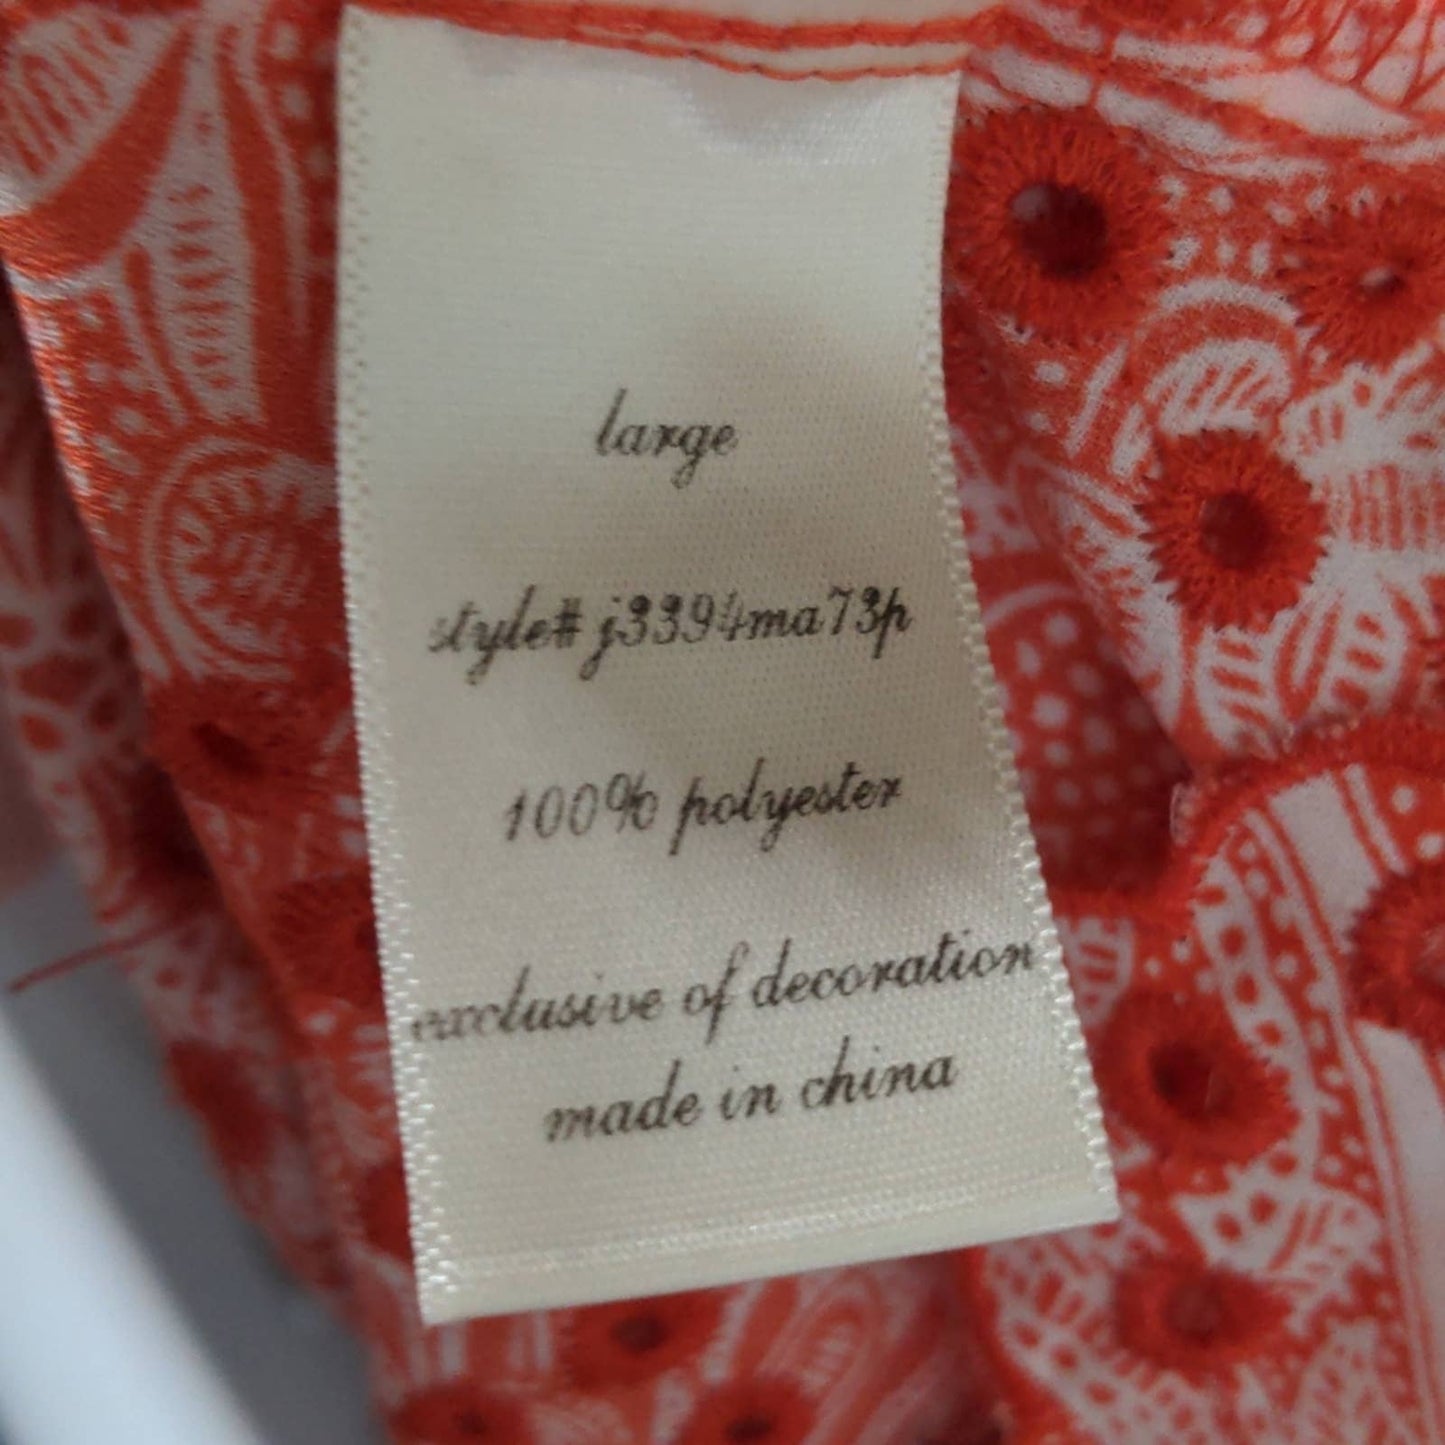 large
style# j3394ma73p
100% polyester
exclusive of decoration
made in china